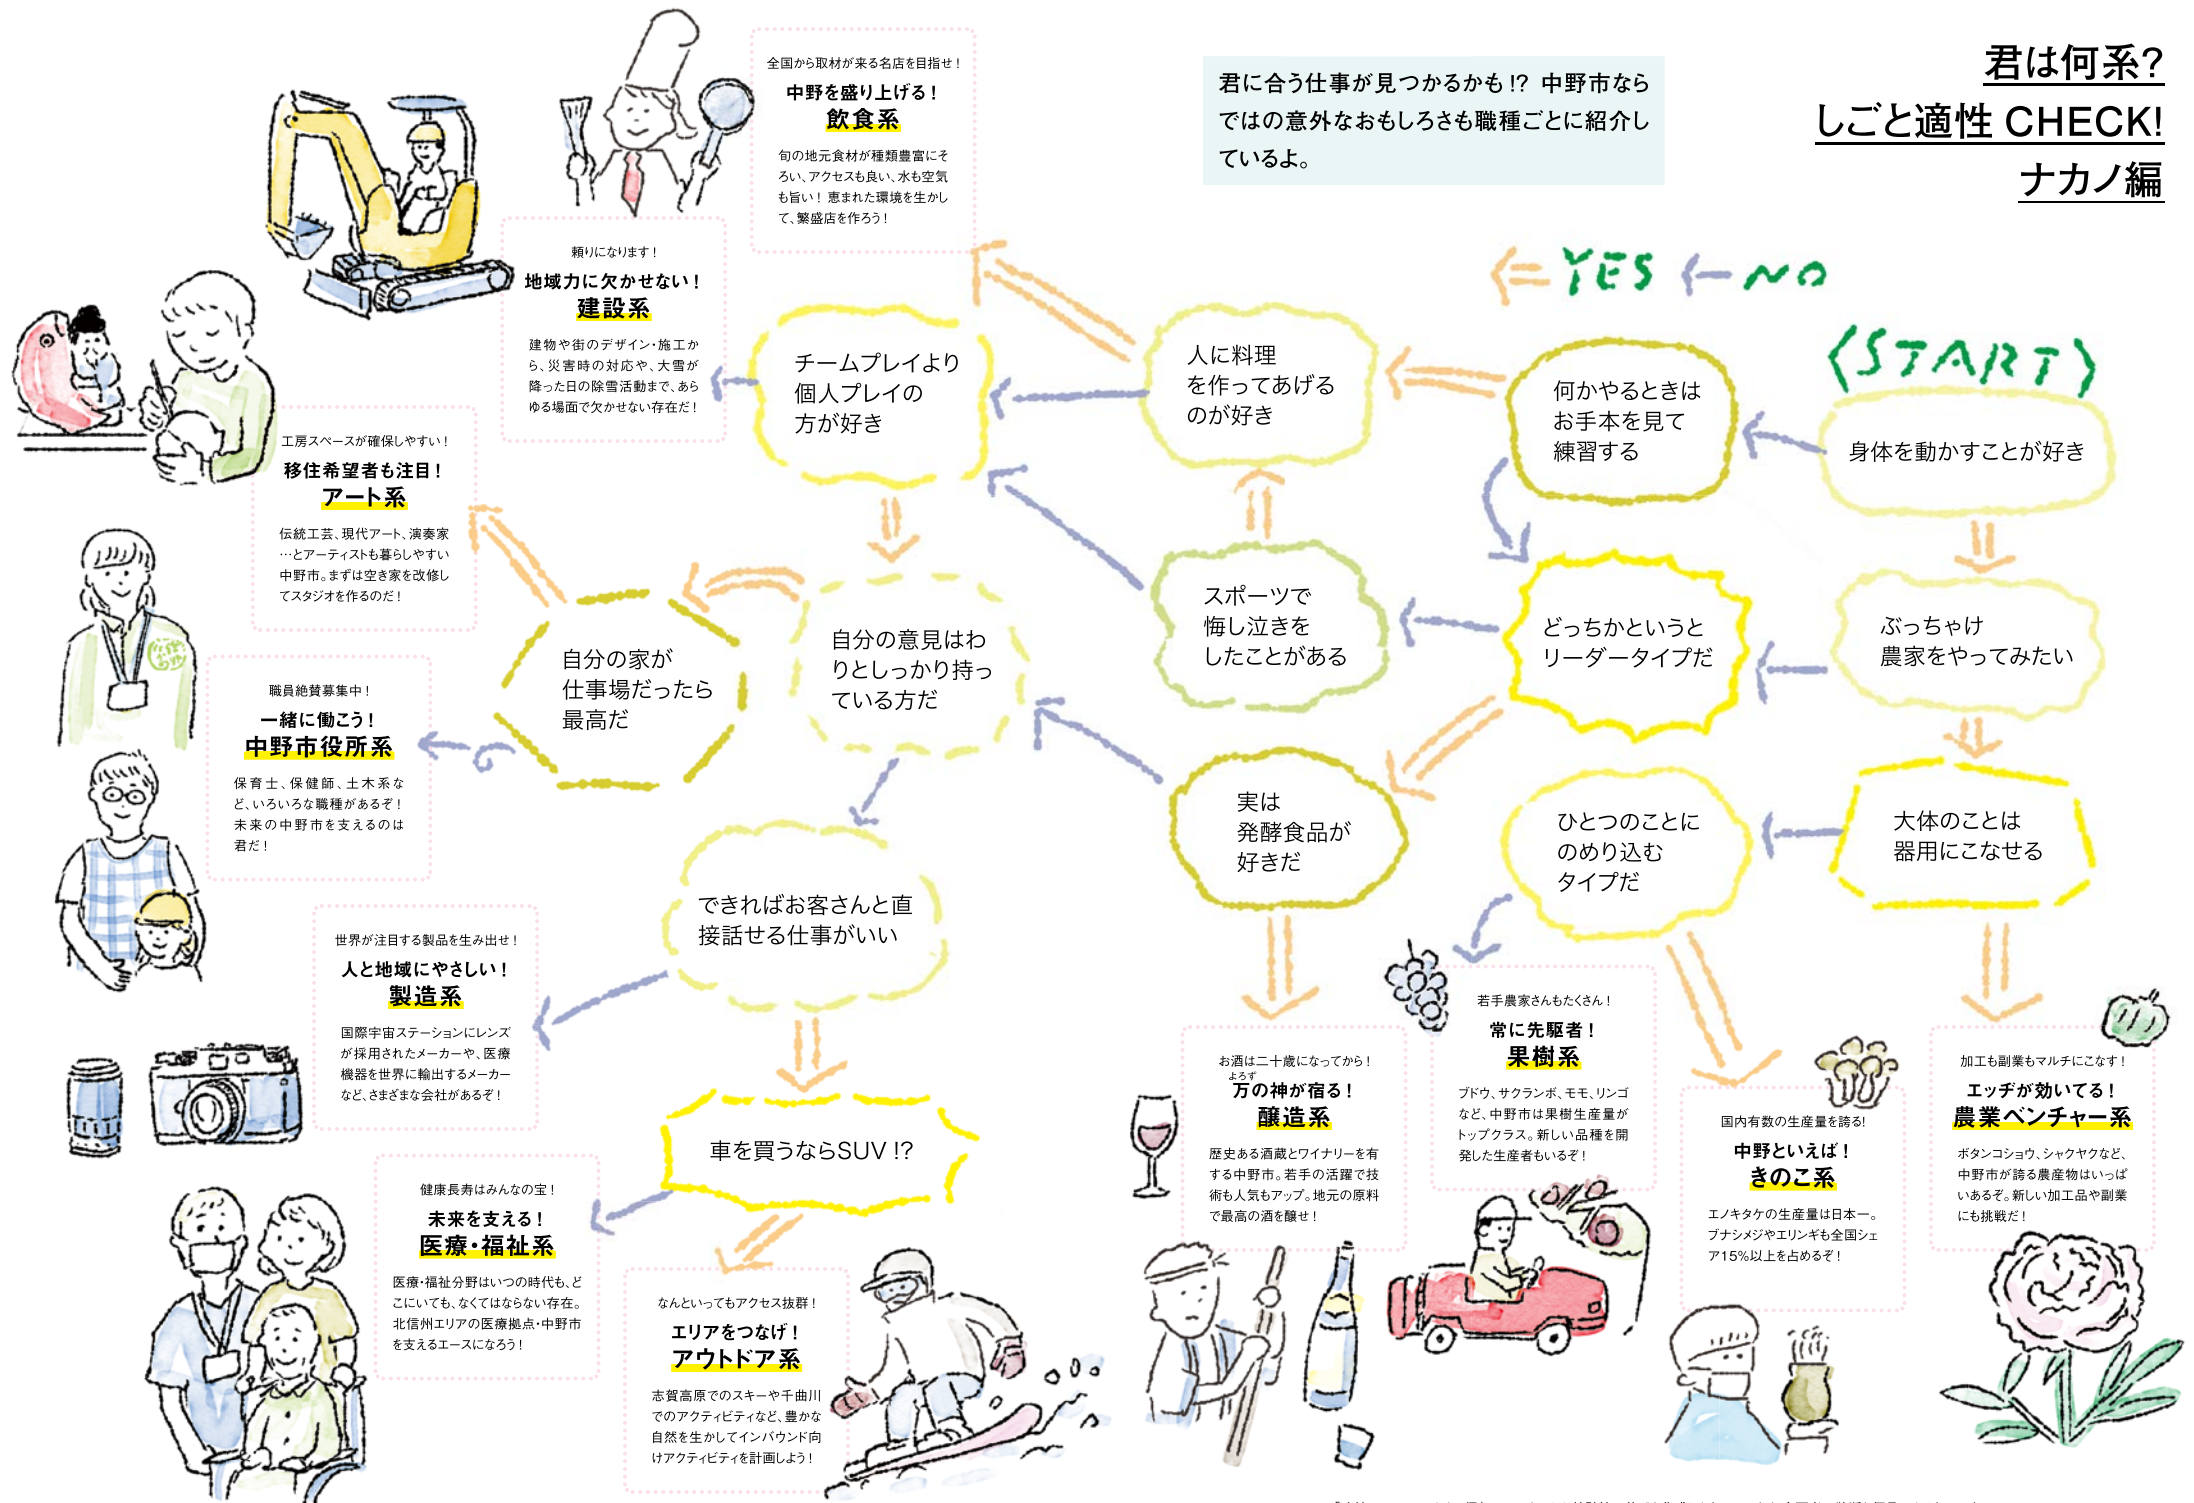 君は何系?
しごと適性 CHECK!
ナカノ編
君に合う仕事が見つかるかも!? 中野市なら
ではの意外なおもしろさも職種ごとに紹介し
ているよ。
YES
NO
〈START〉
身体を動かすことが好き
何かやるときは
お手本を見て
練習する
人に料理
を作ってあげる
のが好き
チームプレイより
個人プレイの
方が好き
ぶっちゃけ
農家をやってみたい
どっちかというと
リーダータイプだ
スポーツで
悔し泣きを
したことがある
自分の意見はわ
りとしっかり持っ
ている方だ
自分の家が
仕事場だったら
最高だ
大体のことは
器用にこなせる
ひとつのことに
のめり込む
タイプだ
実は
発酵食品が
好きだ
できればお客さんと直
接話せる仕事がいい
車を買うならSUV!?
全国から取材が来る名店を目指せ!
中野を盛り上げる!
飲食系
旬の地元食材が種類豊富にそ
ろい、アクセスも良い、水も空気
も旨い! 恵まれた環境を生かし
て、繁盛店を作ろう!
頼りになります!
地域力に欠かせない!
建設系
建物や街のデザイン・施工か
ら、災害時の対応や、大雪が
降った日の除雪活動まで、あら
ゆる場面で欠かせない存在だ!
工房スペースが確保しやすい!
移住希望者も注目!
アート系
伝統工芸、現代アート、演奏家
…とアーティストも暮らしやすい
中野市。まずは空き家を改修し
てスタジオを作るのだ!
職員絶賛募集中!
一緒に働こう!
中野市役所系
保育士、保健師、土木系な
ど、いろいろな職種があるぞ!
未来の中野市を支えるのは
君だ!
世界が注目する製品を生み出せ!
人と地域にやさしい!
製造系
国際宇宙ステーションにレンズ
が採用されたメーカーや、医療
機器を世界に輸出するメーカー
など、さまざまな会社があるぞ!
健康長寿はみんなの宝!
未来を支える!
医療・福祉系
医療・福祉分野はいつの時代も、ど
こにいても、なくてはならない存在。
北信州エリアの医療拠点・中野市
を支えるエースになろう!
なんといってもアクセス抜群!
エリアをつなげ!
アウトドア系
志賀高原でのスキーや千曲川
でのアクティビティなど、豊かな
自然を生かしてインバウンド向
けアクティビティを計画しよう!
お酒は二十歳になってから!
よろず
万の神が宿る!
醸造系
歴史ある酒蔵とワイナリーを有
する中野市。若手の活躍で技
術も人気もアップ。地元の原料
で最高の酒を醸せ!
若手農家さんもたくさん!
常に先駆者!
果樹系
ブドウ、サクランボ、モモ、リンゴ
など、中野市は果樹生産量が
トップクラス。新しい品種を開
発した生産者もいるぞ!
国内有数の生産量を誇る!
中野といえば!
きのこ系
エノキタケの生産量は日本一。
ブナシメジやエリンギも全国シェ
ア15%以上を占めるぞ!
加工も副業もマルチにこなす!
エッヂが効いてる!
農業ベンチャー系
ボタンコショウ、シャクヤクなど、
中野市が誇る農産物はいっぱ
いあるぞ。新しい加工品や副業
にも挑戦だ!